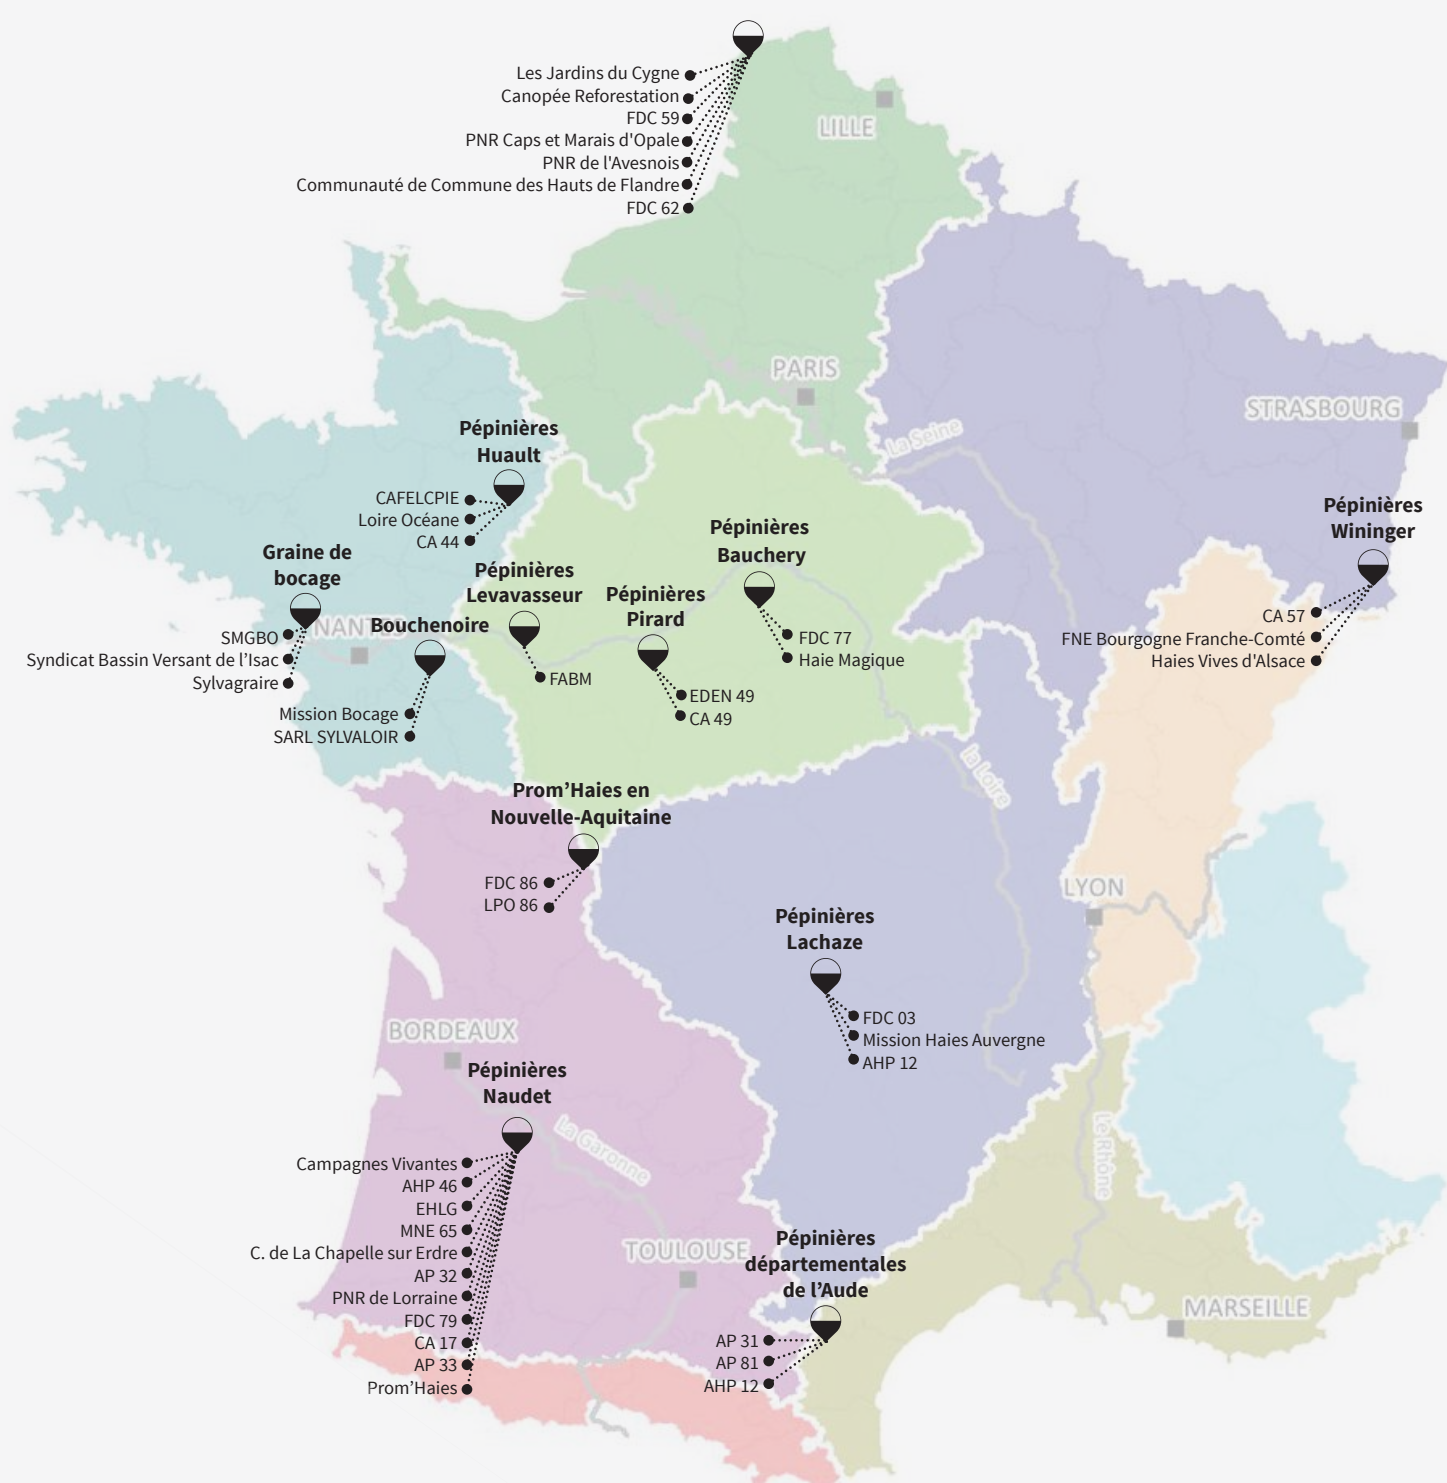 Les Jardins du Cygne
Canopée Reforestation
FDC 59
PNR Caps et Marais d'Opale
PNR de l'Avesnois
Communauté de Commune des Hauts de Flandre
FDC 62
LILLE
PARIS
STRASBOURG
La Seine
Pépinières
Huault
CAFELCPIE
Loire Océane
CA 44
Graine de
bocage
SMGBO
Syndicat Bassin Versant de l’Isac
Sylvagraire
NANTES
Bouchenoire
Mission Bocage
SARL SYLVALOIR
Pépinières
Levavasseur
FABM
Pépinières
Pirard
EDEN 49
CA 49
Pépinières
Bauchery
FDC 77
Haie Magique
Pépinières
Wininger
CA 57
FNE Bourgogne Franche-Comté
Haies Vives d'Alsace
la Loire
Prom’Haies en
Nouvelle-Aquitaine
FDC 86
LPO 86
LYON
Pépinières
Lachaze
FDC 03
Mission Haies Auvergne
AHP 12
BORDEAUX
Pépinières
Naudet
La Garonne
Campagnes Vivantes
AHP 46
EHLG
MNE 65
C. de La Chapelle sur Erdre
AP 32
PNR de Lorraine
FDC 79
CA 17
AP 33
Prom’Haies
TOULOUSE
Le Rhône
Pépinières
départementales
de l’Aude
AP 31
AP 81
AHP 12
MARSEILLE